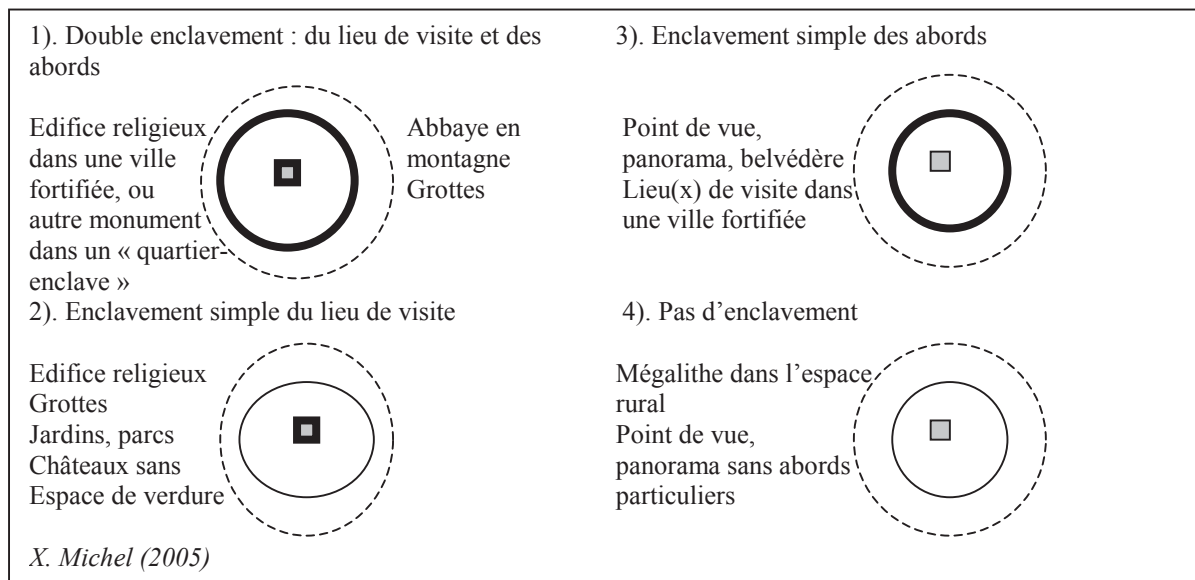 1). Double enclavement : du lieu de visite et des
abords
Edifice religieux
dans une ville
fortifiée, ou
autre monument
dans un « quartier-
enclave »
Abbaye en
montagne
Grottes
3). Enclavement simple des abords
Point de vue,
panorama, belvédère
Lieu(x) de visite dans
une ville fortifiée
2). Enclavement simple du lieu de visite
Edifice religieux
Grottes
Jardins, parcs
Châteaux sans
Espace de verdure
4). Pas d’enclavement
Mégalithe dans l’espace
rural
Point de vue,
panorama sans abords
particuliers
X. Michel (2005)